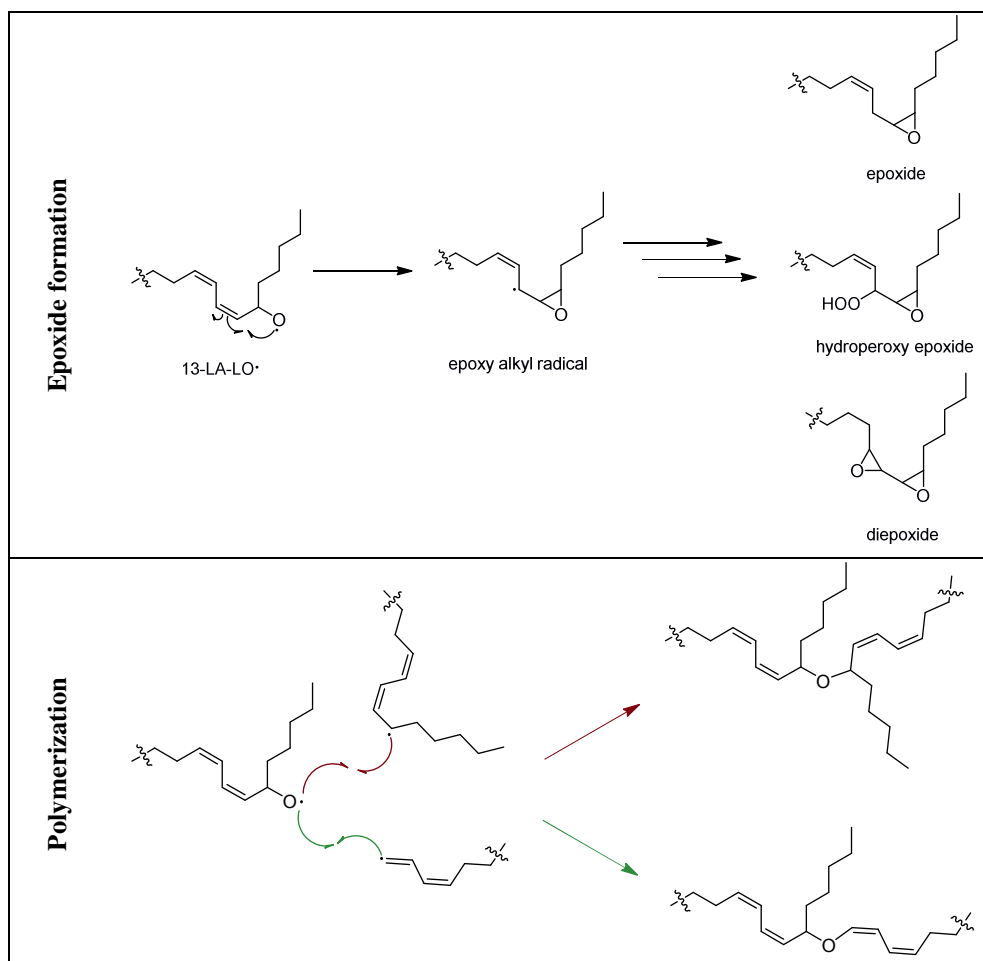 Epoxide formation
O
epoxide
O
13-LA-LO•
O
epoxy alkyl radical
HOO
O
hydroperoxy epoxide
O
O
diepoxide
Polymerization
O
O
O